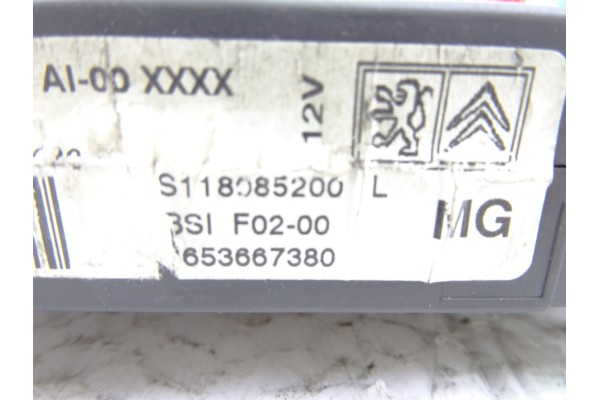 AI-00 XXXX
12V
S118085200 L
BSI F02-00
653667380
MG